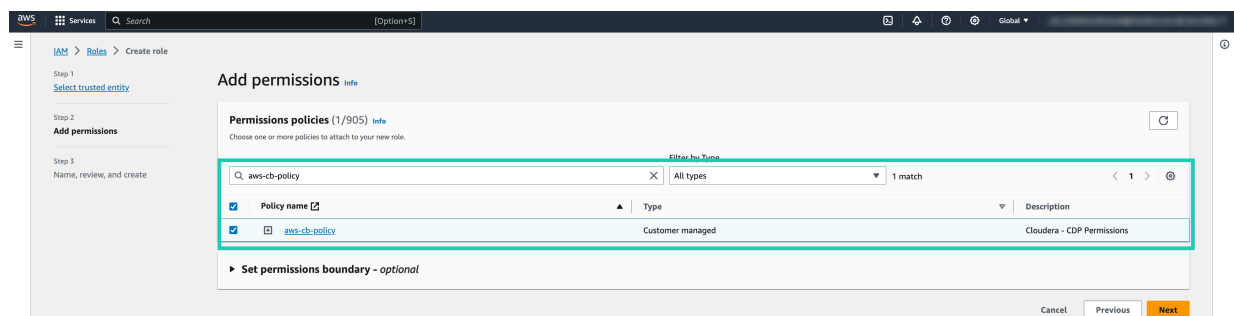 aws Services Search [Option+S] Global
IAM > Roles > Create role
Step 1
Select trusted entity
Step 2
Add permissions
Step 3
Name, review, and create
Add permissions Info
Permissions policies (1/905) Info
Choose one or more policies to attach to your new role.
Filter by Type
aws-cb-policy All types 1 match 1
Policy name Type Description
aws-cb-policy Customer managed Cloudera - CDP Permissions
Set permissions boundary - optional
Cancel Previous Next